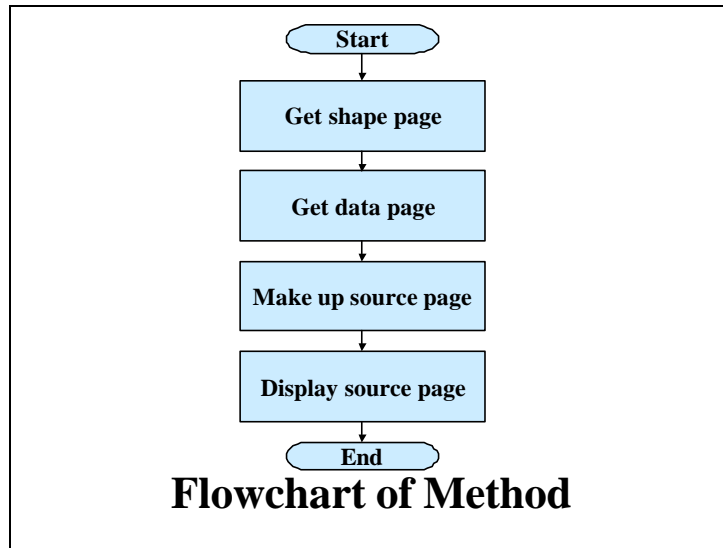 Start
Get shape page
Get data page
Make up source page
Display source page
End
Flowchart of Method